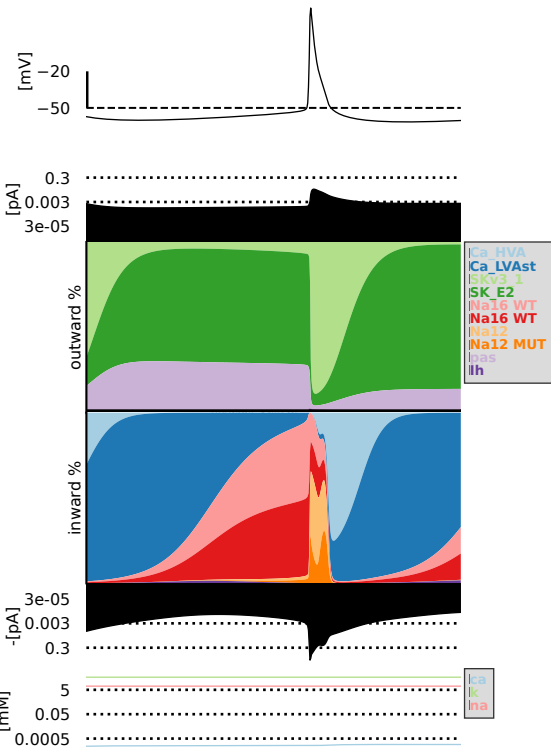 [mV]
−20
−50
[pA]
0.3
0.003
3e-05
outward %
Ca_HVA
Ca_LVAst
SKv3_1
SK_E2
Na16 WT
Na16 WT
Na12
Na12 MUT
pas
Ih
inward %
-[pA]
3e-05
0.003
0.3
[mM]
5
0.05
0.0005
ca
k
na